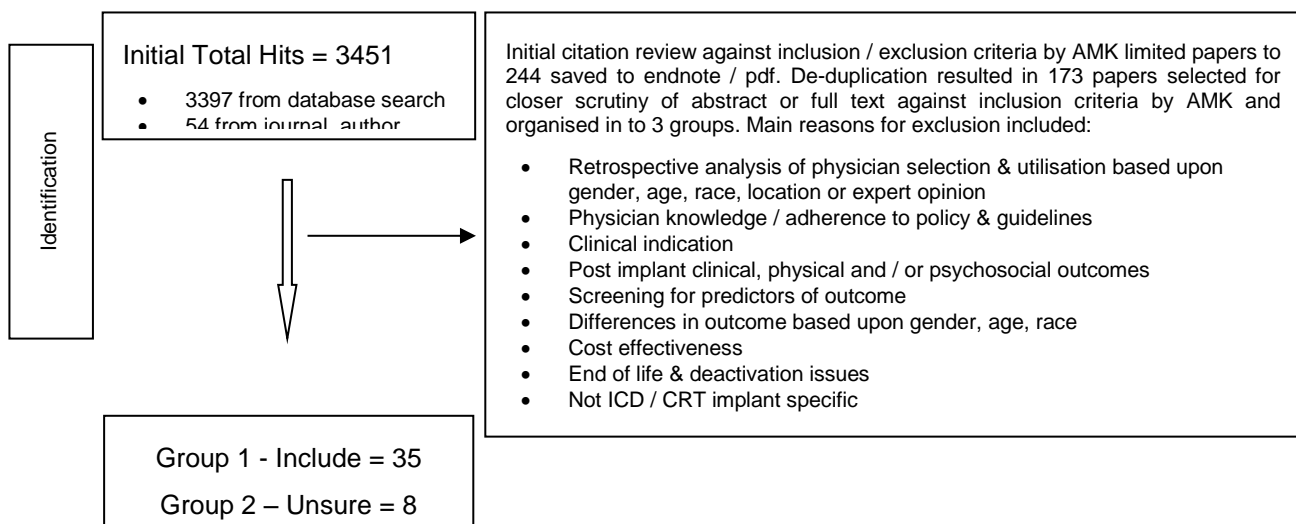 Identification
Initial Total Hits = 3451
• 3397 from database search
• 54 from journal, author
Initial citation review against inclusion / exclusion criteria by AMK limited papers to
244 saved to endnote / pdf. De-duplication resulted in 173 papers selected for
closer scrutiny of abstract or full text against inclusion criteria by AMK and
organised in to 3 groups. Main reasons for exclusion included:
• Retrospective analysis of physician selection & utilisation based upon
gender, age, race, location or expert opinion
• Physician knowledge / adherence to policy & guidelines
• Clinical indication
• Post implant clinical, physical and / or psychosocial outcomes
• Screening for predictors of outcome
• Differences in outcome based upon gender, age, race
• Cost effectiveness
• End of life & deactivation issues
• Not ICD / CRT implant specific
Group 1 - Include = 35
Group 2 – Unsure = 8